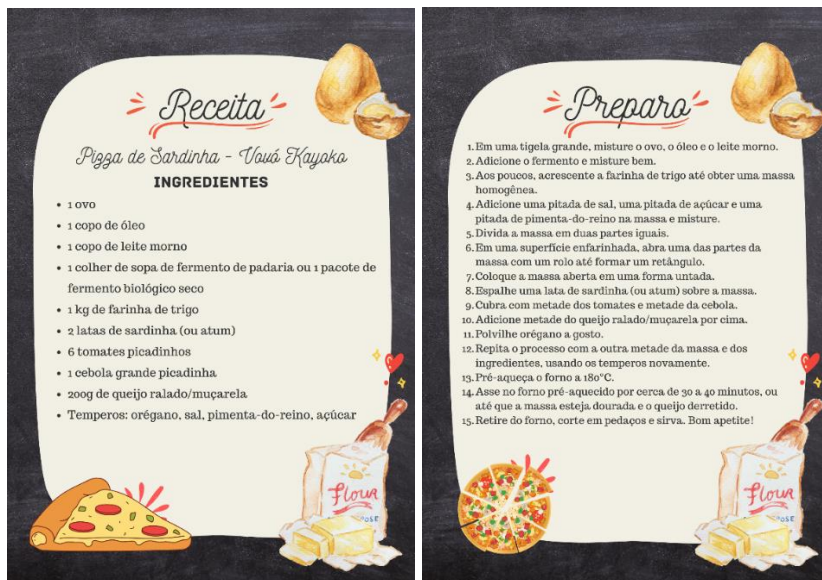 Receita
Pizza de Sardinha - Vovó Kayoko
INGREDIENTES
• 1 ovo
• 1 copo de óleo
• 1 copo de leite morno
• 1 colher de sopa de fermento de padaria ou 1 pacote de
fermento biológico seco
• 1 kg de farinha de trigo
• 2 latas de sardinha (ou atum)
• 6 tomates picadinhos
• 1 cebola grande picadinha
• 200g de queijo ralado/muçarela
• Temperos: orégano, sal, pimenta-do-reino, açúcar
flour
POSE
Preparo
1. Em uma tigela grande, misture o ovo, o óleo e o leite morno.
2. Adicione o fermento e misture bem.
3. Aos poucos, acrescente a farinha de trigo até obter uma massa
homogênea.
4. Adicione uma pitada de sal, uma pitada de açúcar e uma
pitada de pimenta-do-reino na massa e misture.
5. Divida a massa em duas partes iguais.
6. Em uma superfície enfarinhada, abra uma das partes da
massa com um rolo até formar um retângulo.
7. Coloque a massa aberta em uma forma untada.
8. Espalhe uma lata de sardinha (ou atum) sobre a massa.
9. Cubra com metade dos tomates e metade da cebola.
10. Adicione metade do queijo ralado/muçarela por cima.
11. Polvilhe orégano a gosto.
12. Repita o processo com a outra metade da massa e dos
ingredientes, usando os temperos novamente.
13. Pré-aqueça o forno a 180°C.
14. Asse no forno pré-aquecido por cerca de 30 a 40 minutos, ou
até que a massa esteja dourada e o queijo derretido.
15. Retire do forno, corte em pedaços e sirva. Bom apetite!
flour
POSE